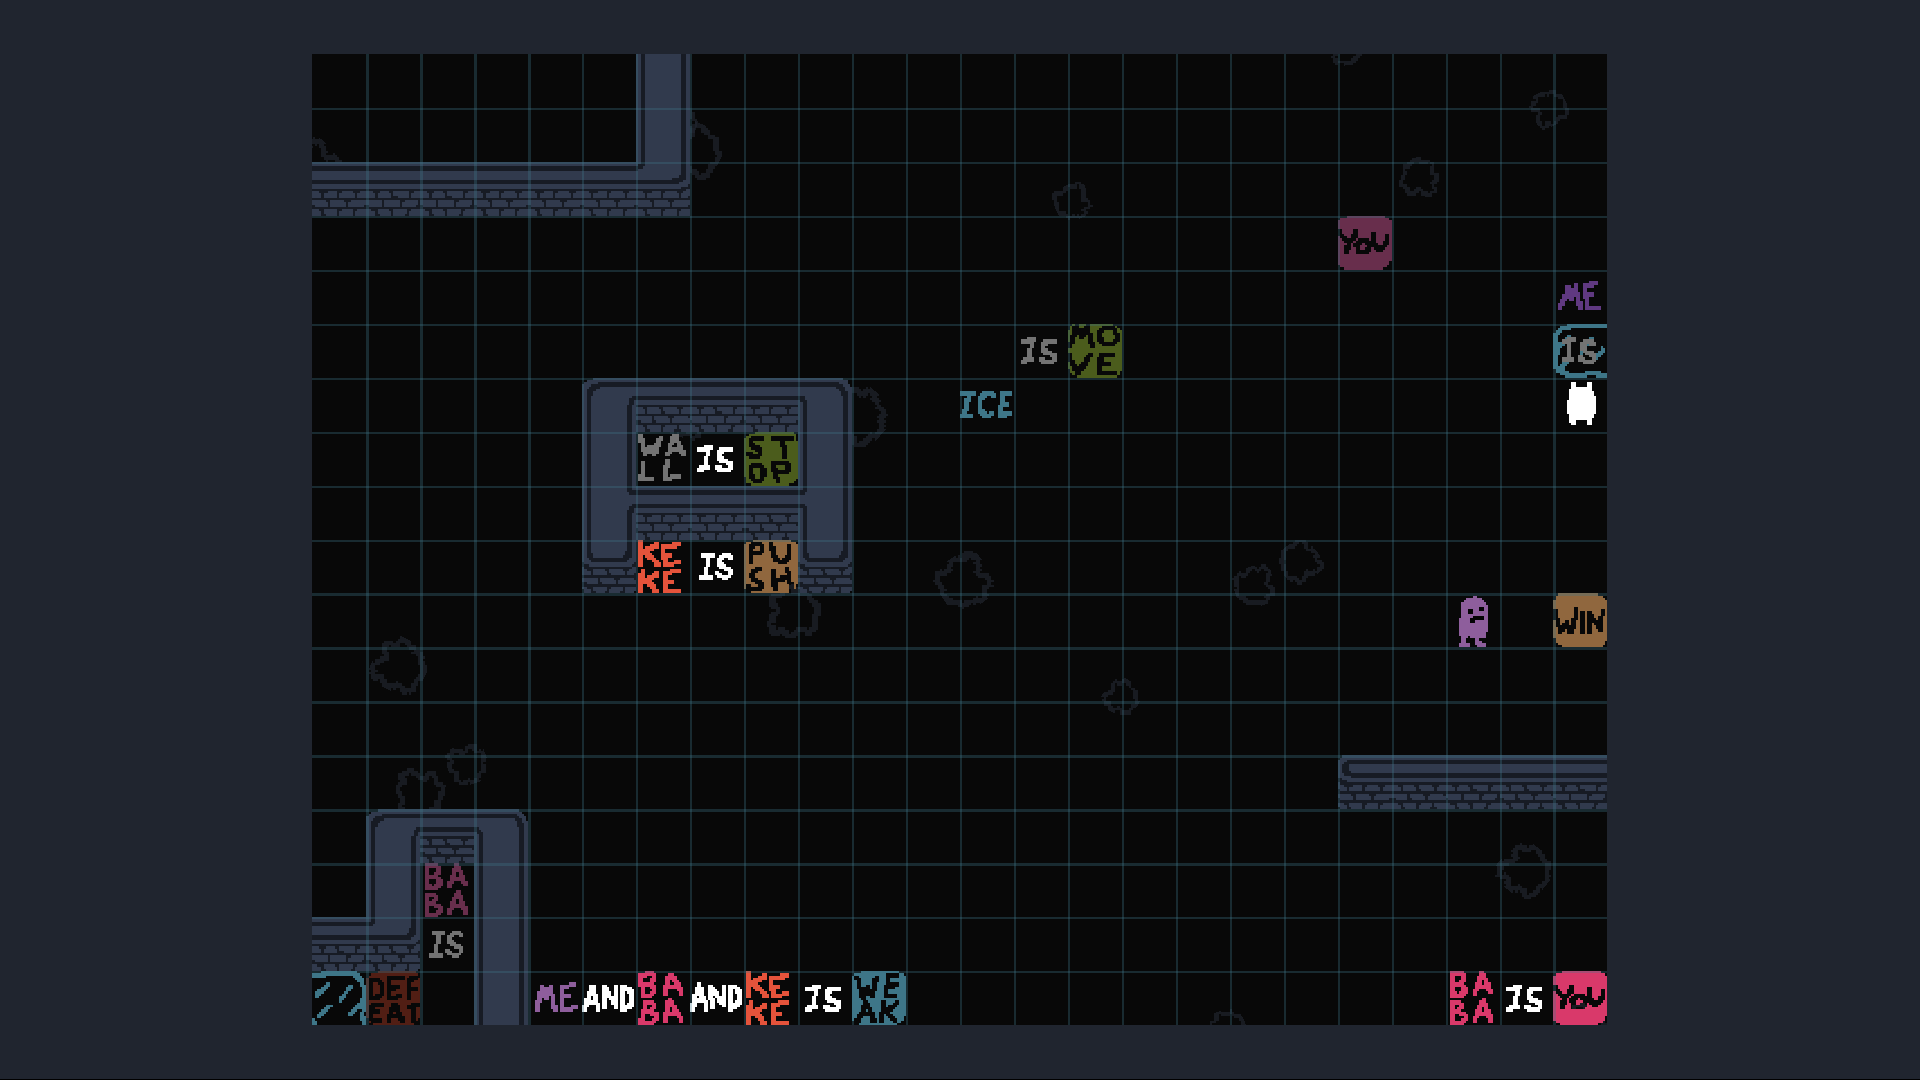 YOU
ME
IS MOVE IS
ICE
WALL IS STOP
KEKE IS PUSH
WIN
BABA
IS
DEFEAT ME AND BABA AND KEKE IS WEAK BABA IS YOU